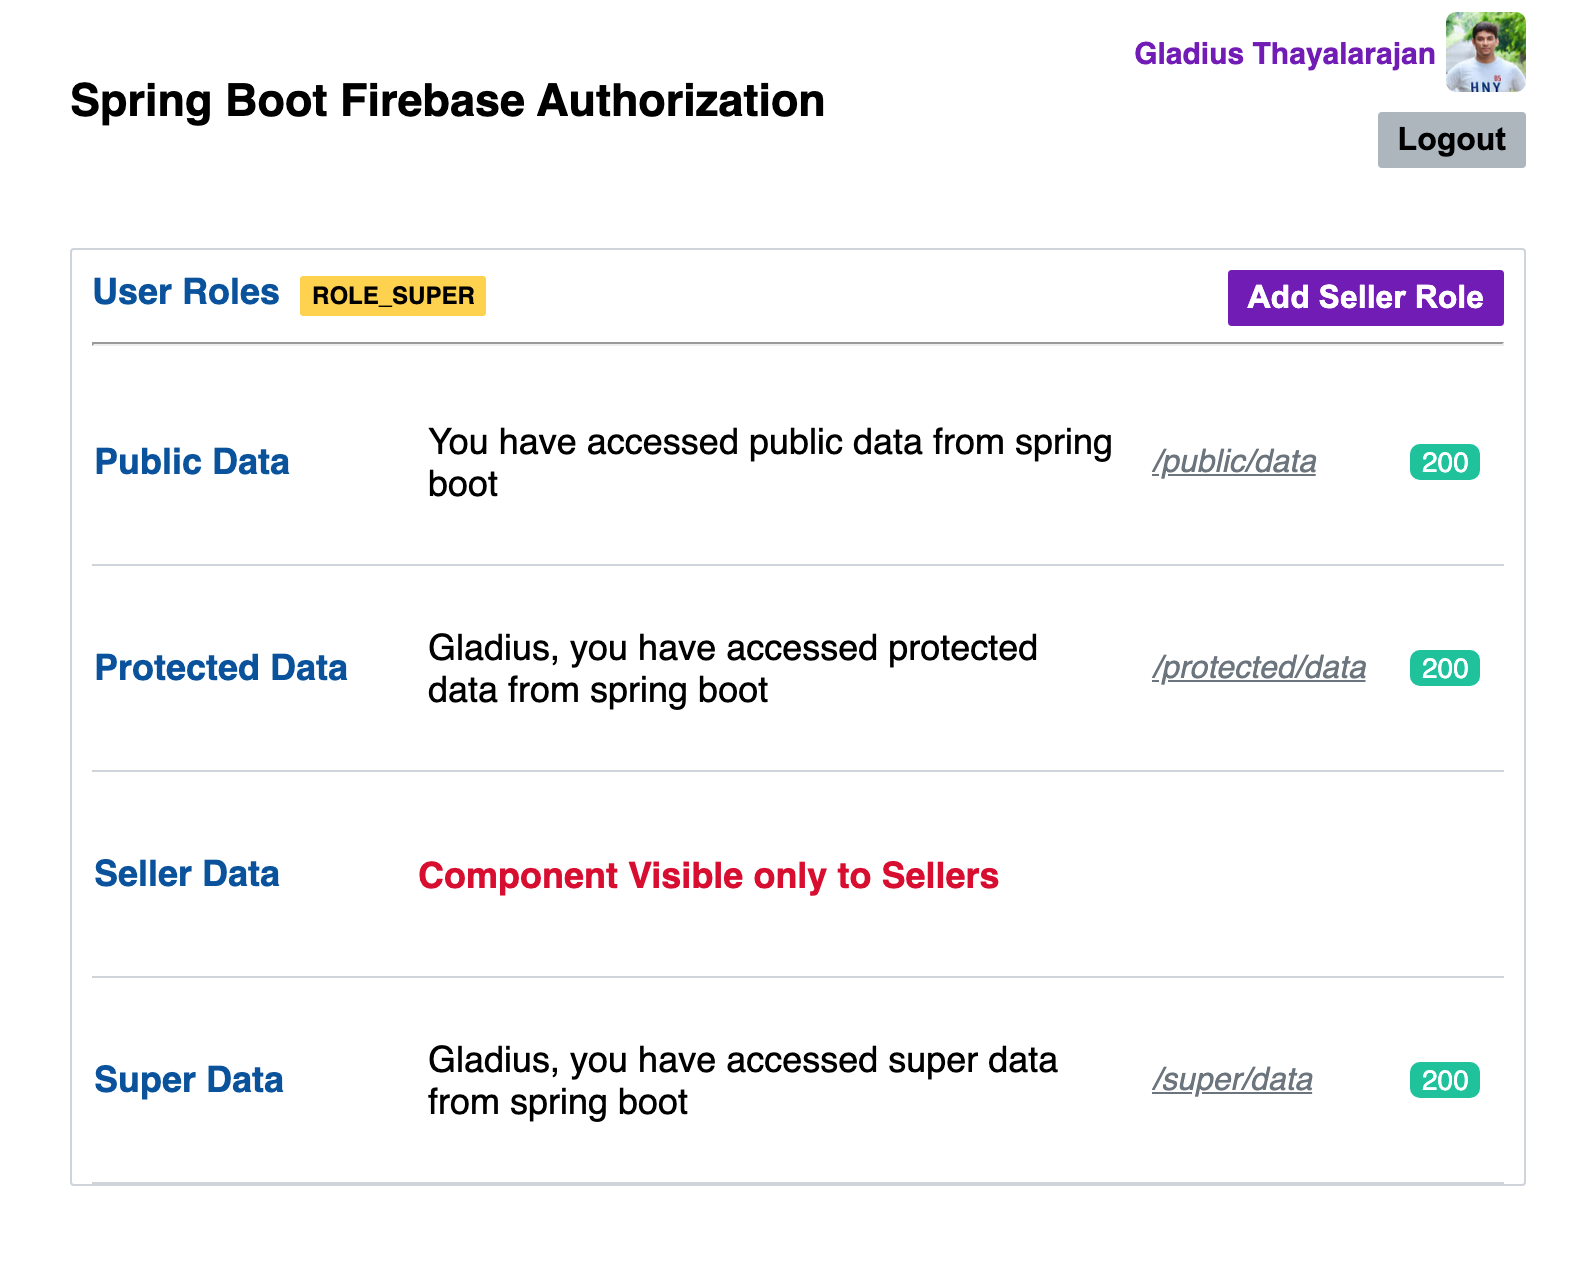 Gladius Thayalarajan
HNY
Spring Boot Firebase Authorization
Logout
User Roles ROLE_SUPER Add Seller Role
Public Data You have accessed public data from spring boot /public/data 200
Protected Data Gladius, you have accessed protected data from spring boot /protected/data 200
Seller Data Component Visible only to Sellers
Super Data Gladius, you have accessed super data from spring boot /super/data 200